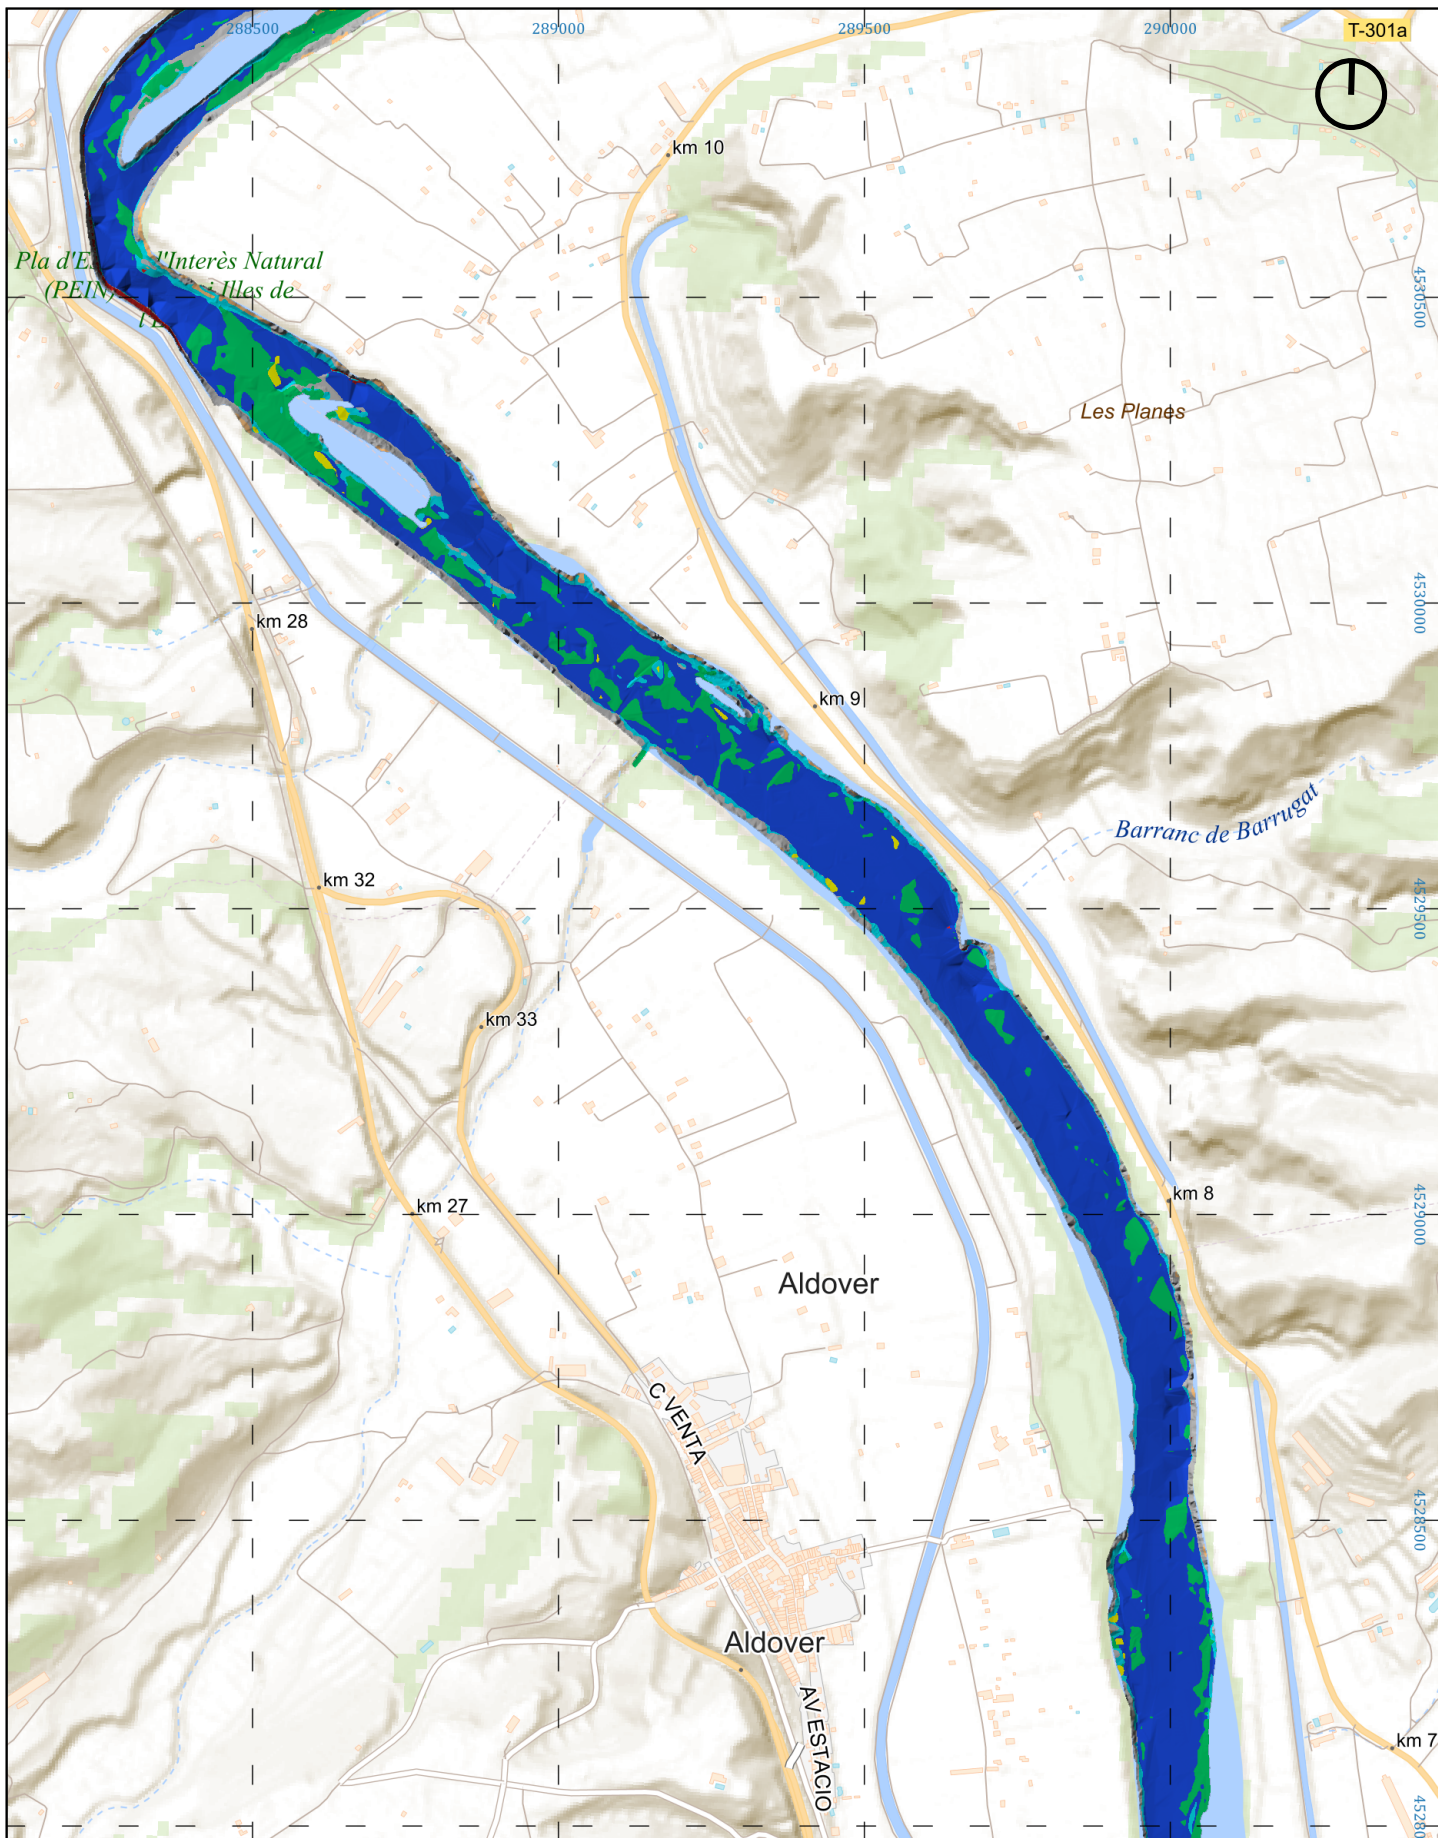 288500
289000
289500
290000
T-301a
km 10
Pla d'E
l'Interès Natural
(PEIN)
i Illes de
l'E
4530500
Les Planes
4530000
km 28
km 9
Barranc de Barrugat
km 32
4529500
km 33
km 8
km 27
4529000
Aldover
C VENTA
4528500
Aldover
AV ESTACIO
km 7
45280